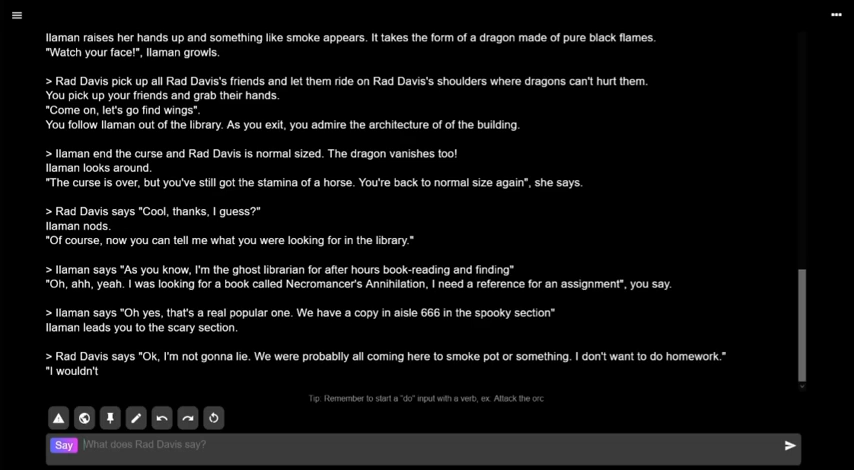 Ilaman raises her hands up and something like smoke appears. It takes the form of a dragon made of pure black flames.
"Watch your face!", Ilaman growls.
> Rad Davis pick up all Rad Davis's friends and let them ride on Rad Davis's shoulders where dragons can't hurt them.
You pick up your friends and grab their hands.
"Come on, let's go find wings".
You follow Ilaman out of the library. As you exit, you admire the architecture of of the building.
> Ilaman end the curse and Rad Davis is normal sized. The dragon vanishes too!
Ilaman looks around.
"The curse is over, but you've still got the stamina of a horse. You're back to normal size again", she says.
> Rad Davis says "Cool, thanks, I guess?"
Ilaman nods.
"Of course, now you can tell me what you were looking for in the library."
> Ilaman says "As you know, I'm the ghost librarian for after hours book-reading and finding"
"Oh, ahh, yeah. I was looking for a book called Necromancer's Annihilation, I need a reference for an assignment", you say.
> Ilaman says "Oh yes, that's a real popular one. We have a copy in aisle 666 in the spooky section"
Ilaman leads you to the scary section.
> Rad Davis says "Ok, I'm not gonna lie. We were probablly all coming here to smoke pot or something. I don't want to do homework."
"I wouldn't
Tip: Remember to start a "do" input with a verb, ex. Attack the orc
Say What does Rad Davis say?